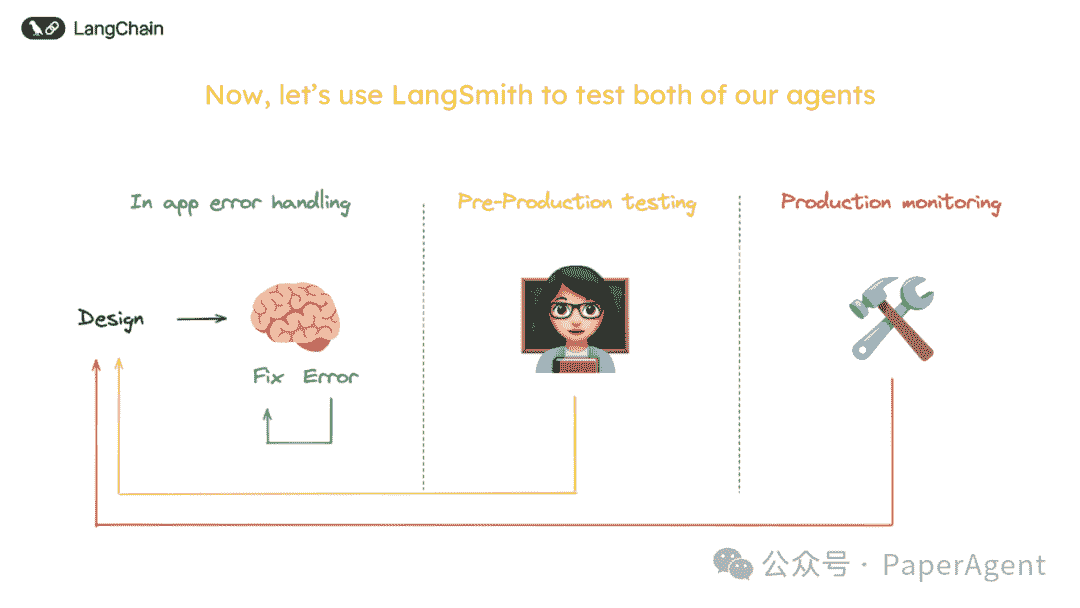 LangChain
Now, let's use LangSmith to test both of our agents
In app error handling
Pre-Production testing
Production monitoring
Design
Fix Error
公众号 · PaperAgent